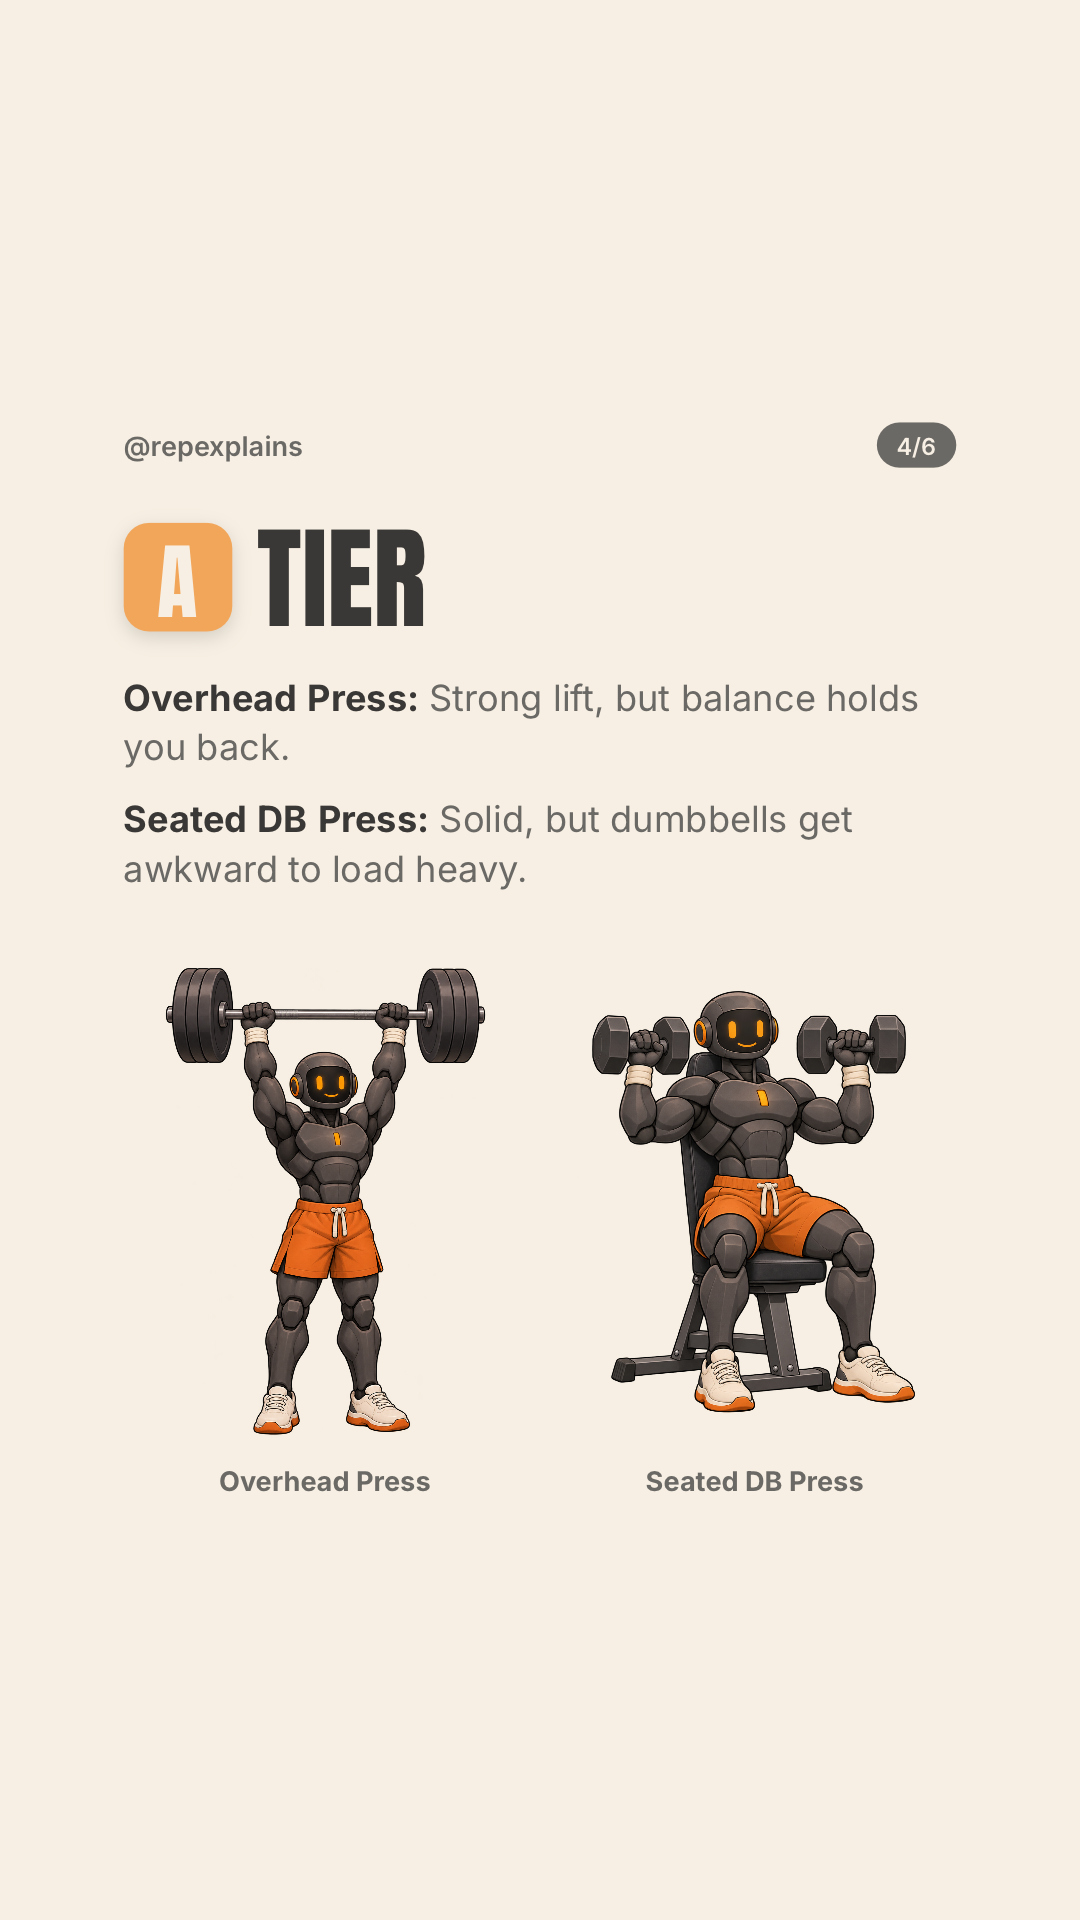 @repexplains
4/6
A TIER
Overhead Press: Strong lift, but balance holds
you back.
Seated DB Press: Solid, but dumbbells get
awkward to load heavy.
Overhead Press
Seated DB Press